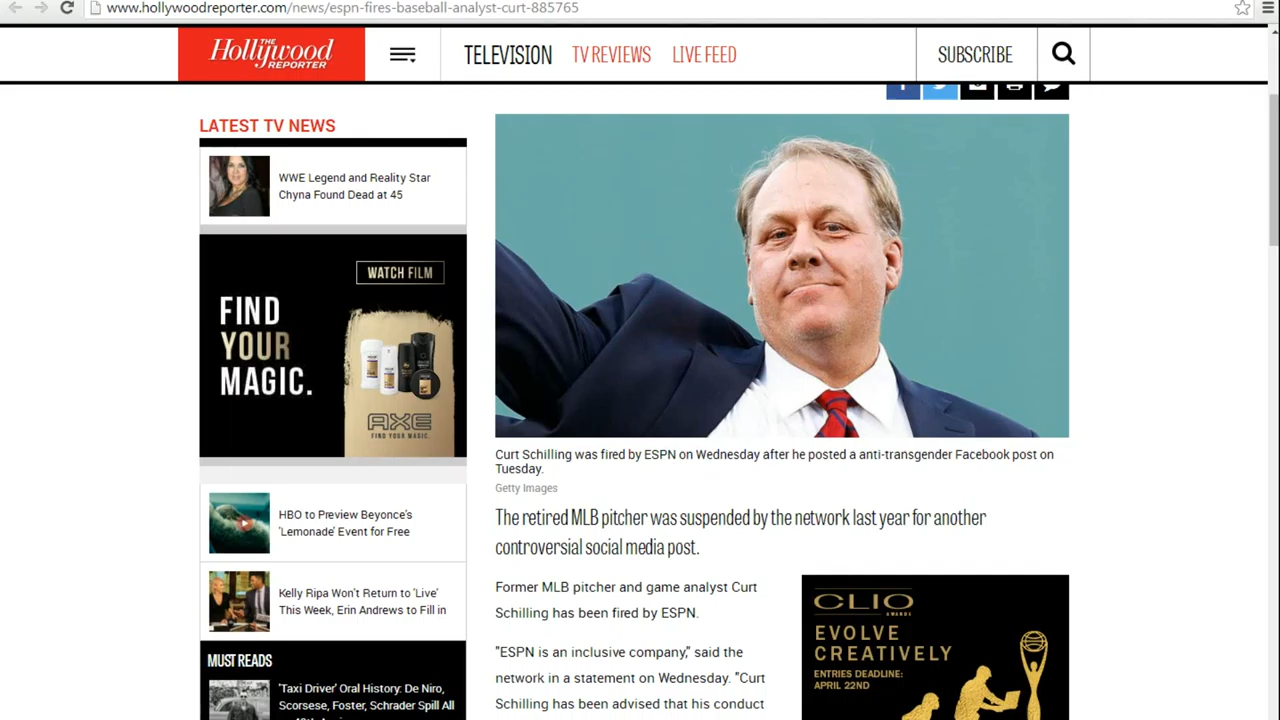 www.hollywoodreporter.com/news/espn-fires-baseball-analyst-curt-885765
THE
Hollywood
REPORTER
TELEVISION
TV REVIEWS
LIVE FEED
SUBSCRIBE
LATEST TV NEWS
WWE Legend and Reality Star
Chyna Found Dead at 45
WATCH FILM
FIND
YOUR
MAGIC.
AXE
FIND YOUR MAGIC.
HBO to Preview Beyonce's
'Lemonade' Event for Free
Kelly Ripa Won't Return to 'Live'
This Week, Erin Andrews to Fill in
MUST READS
'Taxi Driver' Oral History: De Niro,
Scorsese, Foster, Schrader Spill All
Curt Schilling was fired by ESPN on Wednesday after he posted a anti-transgender Facebook post on
Tuesday.
Getty Images
The retired MLB pitcher was suspended by the network last year for another
controversial social media post.
Former MLB pitcher and game analyst Curt
Schilling has been fired by ESPN.
"ESPN is an inclusive company," said the
network in a statement on Wednesday. "Curt
Schilling has been advised that his conduct
CLIO
AWARDS
EVOLVE
CREATIVELY
ENTRIES DEADLINE:
APRIL 22ND